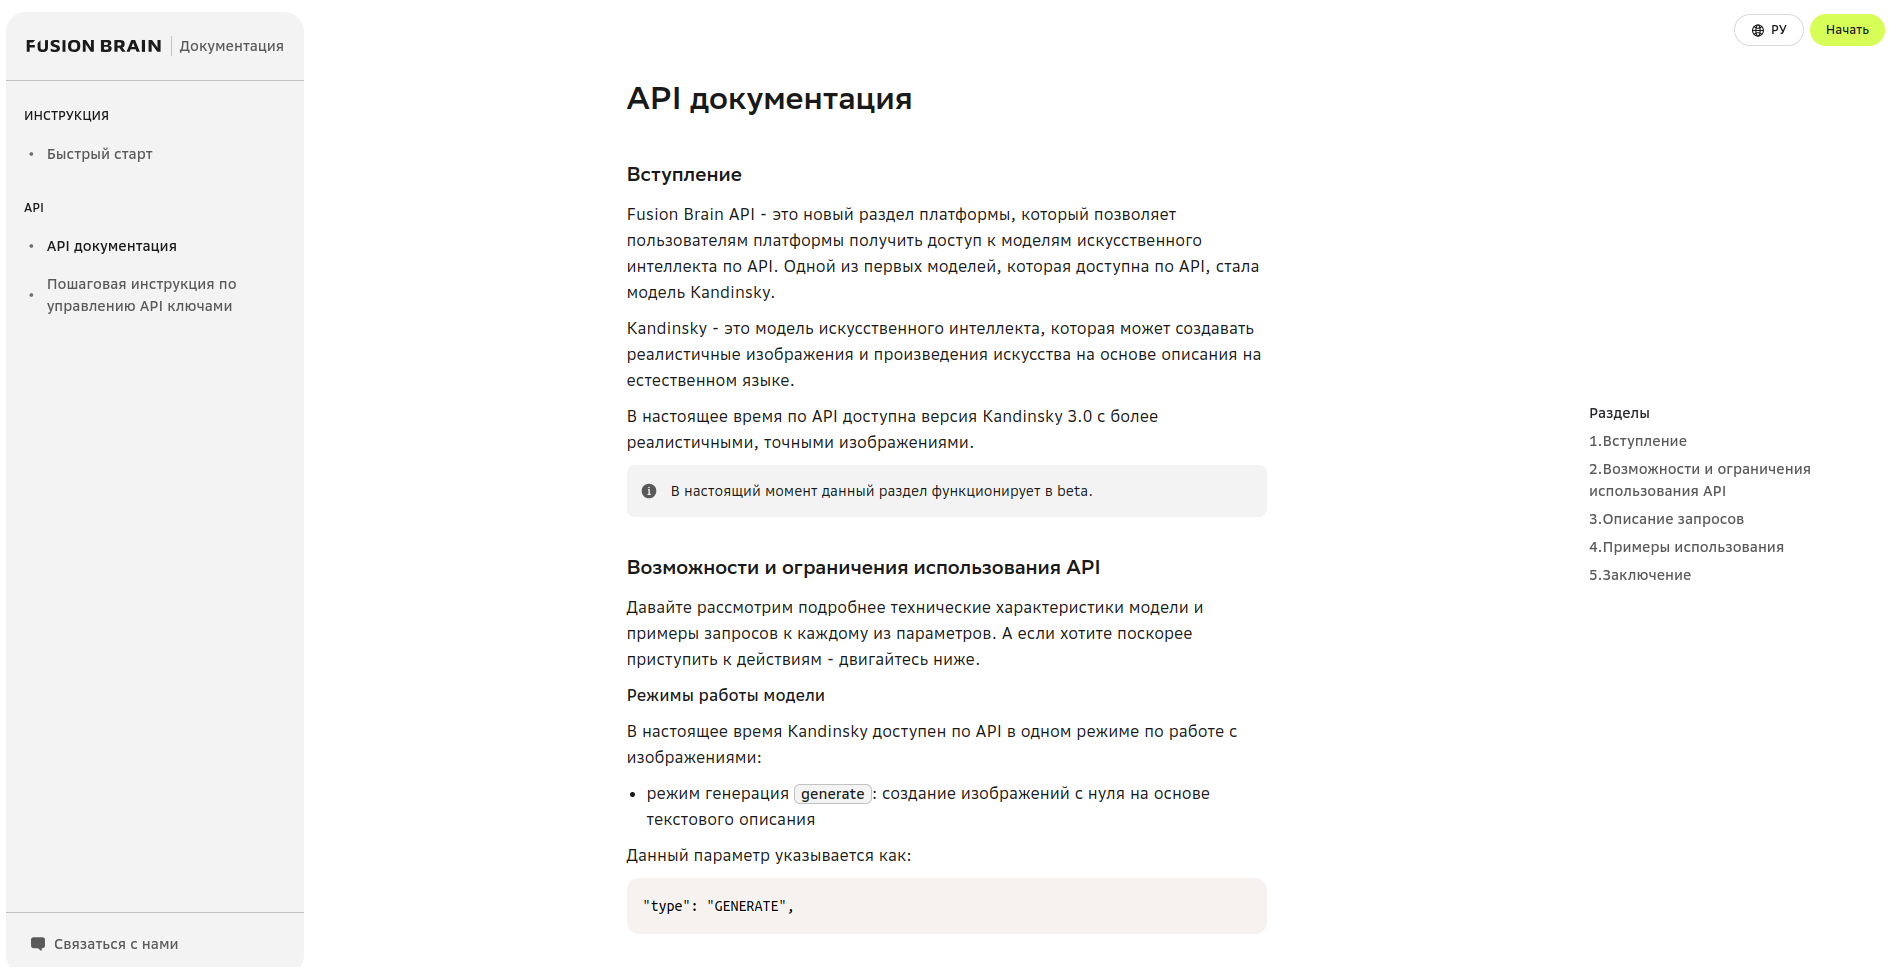 FUSION BRAIN
Документация
ИНСТРУКЦИЯ
• Быстрый старт
API
• API документация
• Пошаговая инструкция по
управлению API ключами
Связаться с нами
РУ
Начать
API документация
Вступление
Fusion Brain API - это новый раздел платформы, который позволяет
пользователям платформы получить доступ к моделям искусственного
интеллекта по API. Одной из первых моделей, которая доступна по API, стала
модель Kandinsky.
Kandinsky - это модель искусственного интеллекта, которая может создавать
реалистичные изображения и произведения искусства на основе описания на
естественном языке.
В настоящее время по API доступна версия Kandinsky 3.0 с более
реалистичными, точными изображениями.
В настоящий момент данный раздел функционирует в beta.
Возможности и ограничения использования API
Давайте рассмотрим подробнее технические характеристики модели и
примеры запросов к каждому из параметров. А если хотите поскорее
приступить к действиям - двигайтесь ниже.
Режимы работы модели
В настоящее время Kandinsky доступен по API в одном режиме по работе с
изображениями:
• режим генерация generate: создание изображений с нуля на основе
текстового описания
Данный параметр указывается как:
"type": "GENERATE",
Разделы
1.Вступление
2.Возможности и ограничения
использования API
3.Описание запросов
4.Примеры использования
5.Заключение